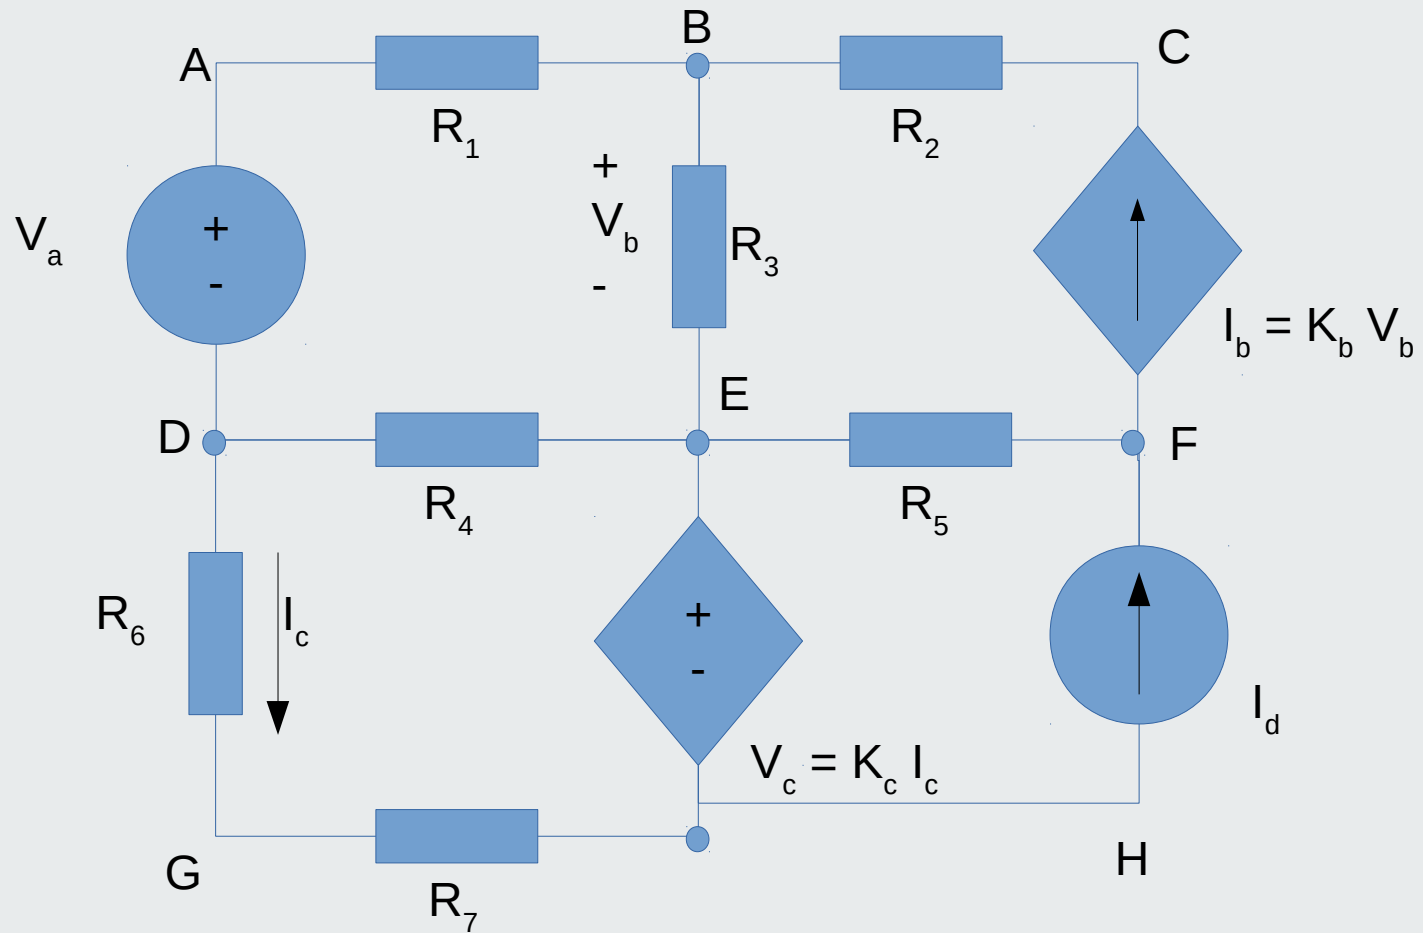 A
B
C
R1
R2
Va
+
-
+
Vb
-
R3
Ib = Kb Vb
D
E
F
R4
R5
R6
Ic
+
-
Id
Vc = Kc Ic
G
H
R7